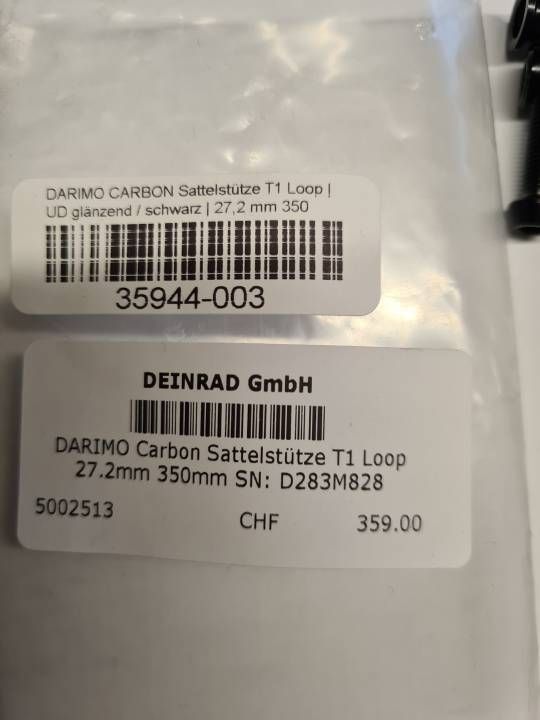 DARIMO CARBON Sattelstütze T1 Loop |
UD glänzend / schwarz | 27,2 mm 350
35944-003
DEINRAD GmbH
DARIMO Carbon Sattelstütze T1 Loop
27.2mm 350mm SN: D283M828
5002513 CHF 359.00